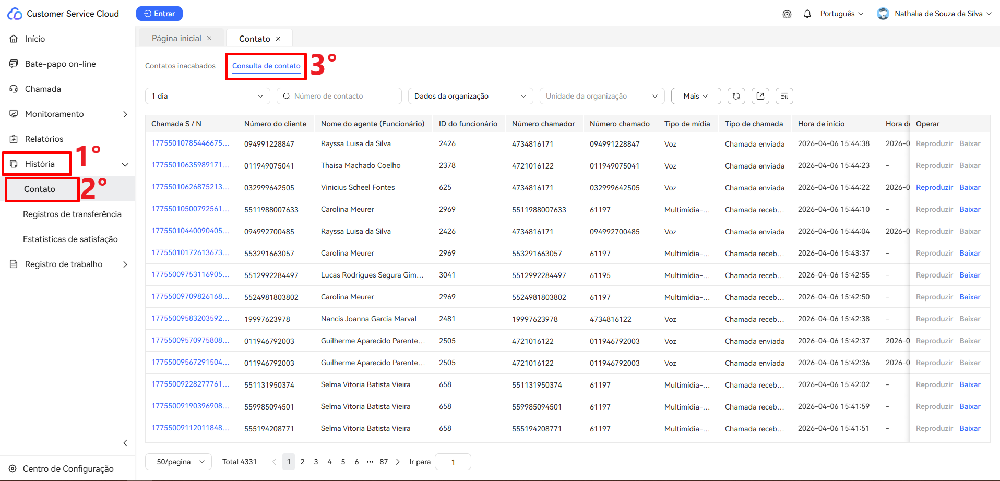 Customer Service Cloud
Entrar
Português
Nathalia de Souza da Silva
Início
Bate-papo on-line
Chamada
Monitoramento
Relatórios
História
1°
Contato
2°
Registros de transferência
Estatísticas de satisfação
Registro de trabalho
Centro de Configuração
Página inicial
Contato
Contatos inacabados
Consulta de contato
3°
1 dia
Número de contacto
Dados da organização
Unidade da organização
Mais
Chamada S / N Número do cliente Nome do agente (Funcionário) ID do funcionário Número chamador Número chamado Tipo de mídia Tipo de chamada Hora de início Hora d Operar
17755010785446675... 094991228847 Rayssa Luisa da Silva 2426 4734816171 094991228847 Voz Chamada enviada 2026-04-06 15:44:38 2026-0 Reproduzir Baixar
17755010635989171... 011949075041 Thaisa Machado Coelho 2378 4721016122 011949075041 Voz Chamada enviada 2026-04-06 15:44:23 - Reproduzir Baixar
17755010626875213... 032999642505 Vinicius Scheel Fontes 625 4734816171 032999642505 Voz Chamada enviada 2026-04-06 15:44:22 2026-0 Reproduzir Baixar
17755010500792561... 5511988007633 Carolina Meurer 2969 5511988007633 61197 Multimídia-... Chamada receb... 2026-04-06 15:44:10 - Reproduzir Baixar
17755010440090405... 094992700485 Rayssa Luisa da Silva 2426 4734816171 094992700485 Voz Chamada enviada 2026-04-06 15:44:04 2026-0 Reproduzir Baixar
17755010172613673... 553291663057 Carolina Meurer 2969 553291663057 61197 Multimídia-... Chamada receb... 2026-04-06 15:43:37 - Reproduzir Baixar
17755009753116905... 5512992284497 Lucas Rodrigues Segura Gim... 3041 5512992284497 61195 Multimídia-... Chamada receb... 2026-04-06 15:42:55 - Reproduzir Baixar
17755009709826168... 5524981803802 Carolina Meurer 2969 5524981803802 61197 Multimídia-... Chamada receb... 2026-04-06 15:42:50 - Reproduzir Baixar
17755009583203592... 19997623978 Nancis Joanna Garcia Marval 2481 19997623978 4734816122 Voz Chamada receb... 2026-04-06 15:42:38 - Reproduzir Baixar
17755009570975808... 011946792003 Guilherme Aparecido Parente... 2505 4721016122 011946792003 Voz Chamada enviada 2026-04-06 15:42:37 2026-0 Reproduzir Baixar
17755009567291504... 011946792003 Guilherme Aparecido Parente... 2505 4721016122 011946792003 Voz Chamada enviada 2026-04-06 15:42:36 2026-0 Reproduzir Baixar
17755009228277761... 551131950374 Selma Vitoria Batista Vieira 658 551131950374 61197 Multimídia-... Chamada receb... 2026-04-06 15:42:02 - Reproduzir Baixar
17755009190396908... 559985094501 Selma Vitoria Batista Vieira 658 559985094501 61197 Multimídia-... Chamada receb... 2026-04-06 15:41:59 - Reproduzir Baixar
17755009112011848... 555194208771 Selma Vitoria Batista Vieira 658 555194208771 61197 Multimídia-... Chamada receb... 2026-04-06 15:41:51 - Reproduzir Baixar
50/pagina Total 4331 1 2 3 4 5 6 ••• 87 Ir para 1